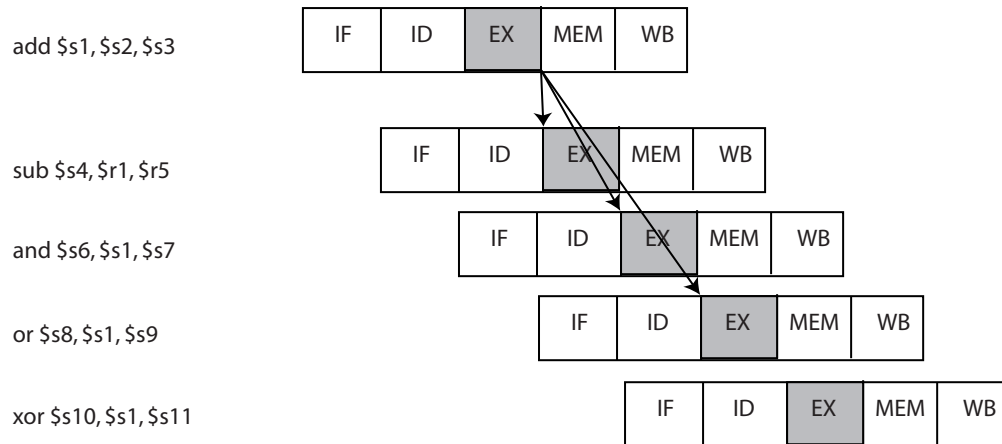 add $s1, $s2, $s3
IF ID EX MEM WB
sub $s4, $r1, $r5
IF ID EX MEM WB
and $s6, $s1, $s7
IF ID EX MEM WB
or $s8, $s1, $s9
IF ID EX MEM WB
xor $s10, $s1, $s11
IF ID EX MEM WB